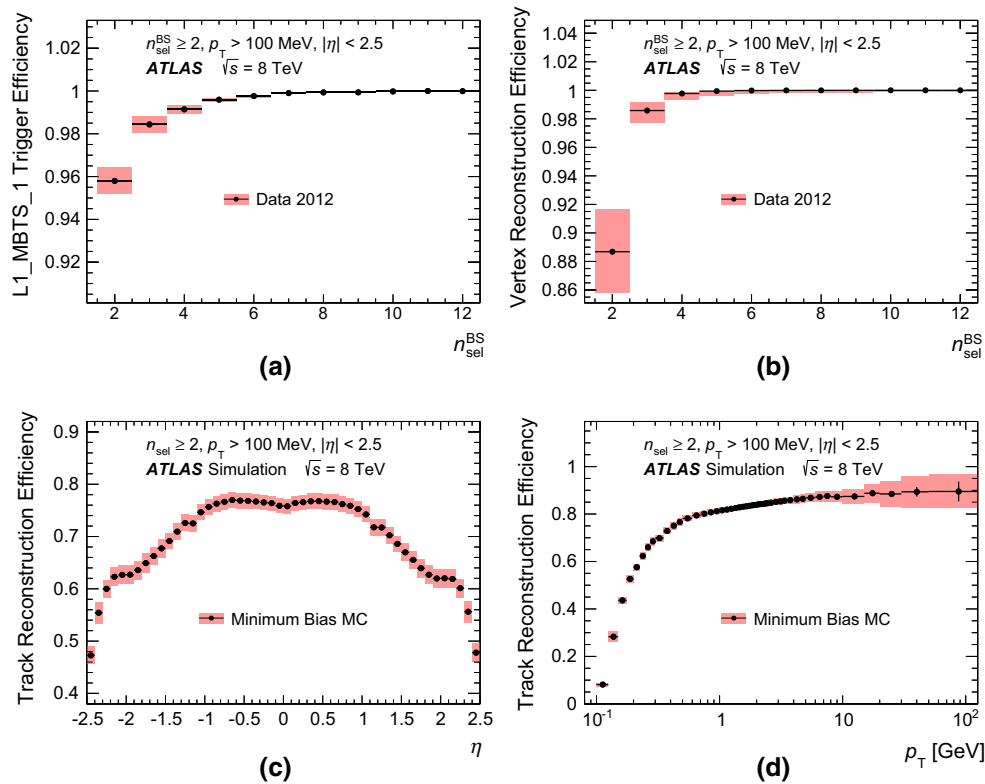 L1_MBTS_1 Trigger Efficiency
1.02
1
0.98
0.96
0.94
0.92
n_sel^BS ≥ 2, p_T > 100 MeV, |η| < 2.5
ATLAS √s = 8 TeV
Data 2012
2 4 6 8 10 12
n_sel^BS
(a)
Vertex Reconstruction Efficiency
1.04
1.02
1
0.98
0.96
0.94
0.92
0.9
0.88
0.86
n_sel^BS ≥ 2, p_T > 100 MeV, |η| < 2.5
ATLAS √s = 8 TeV
Data 2012
2 4 6 8 10 12
n_sel^BS
(b)
Track Reconstruction Efficiency
0.9
0.8
0.7
0.6
0.5
0.4
n_sel ≥ 2, p_T > 100 MeV, |η| < 2.5
ATLAS Simulation √s = 8 TeV
Minimum Bias MC
-2.5 -2 -1.5 -1 -0.5 0 0.5 1 1.5 2 2.5
η
(c)
Track Reconstruction Efficiency
1
0.8
0.6
0.4
0.2
0
n_sel ≥ 2, p_T > 100 MeV, |η| < 2.5
ATLAS Simulation √s = 8 TeV
Minimum Bias MC
10^-1 1 10 10^2
p_T [GeV]
(d)